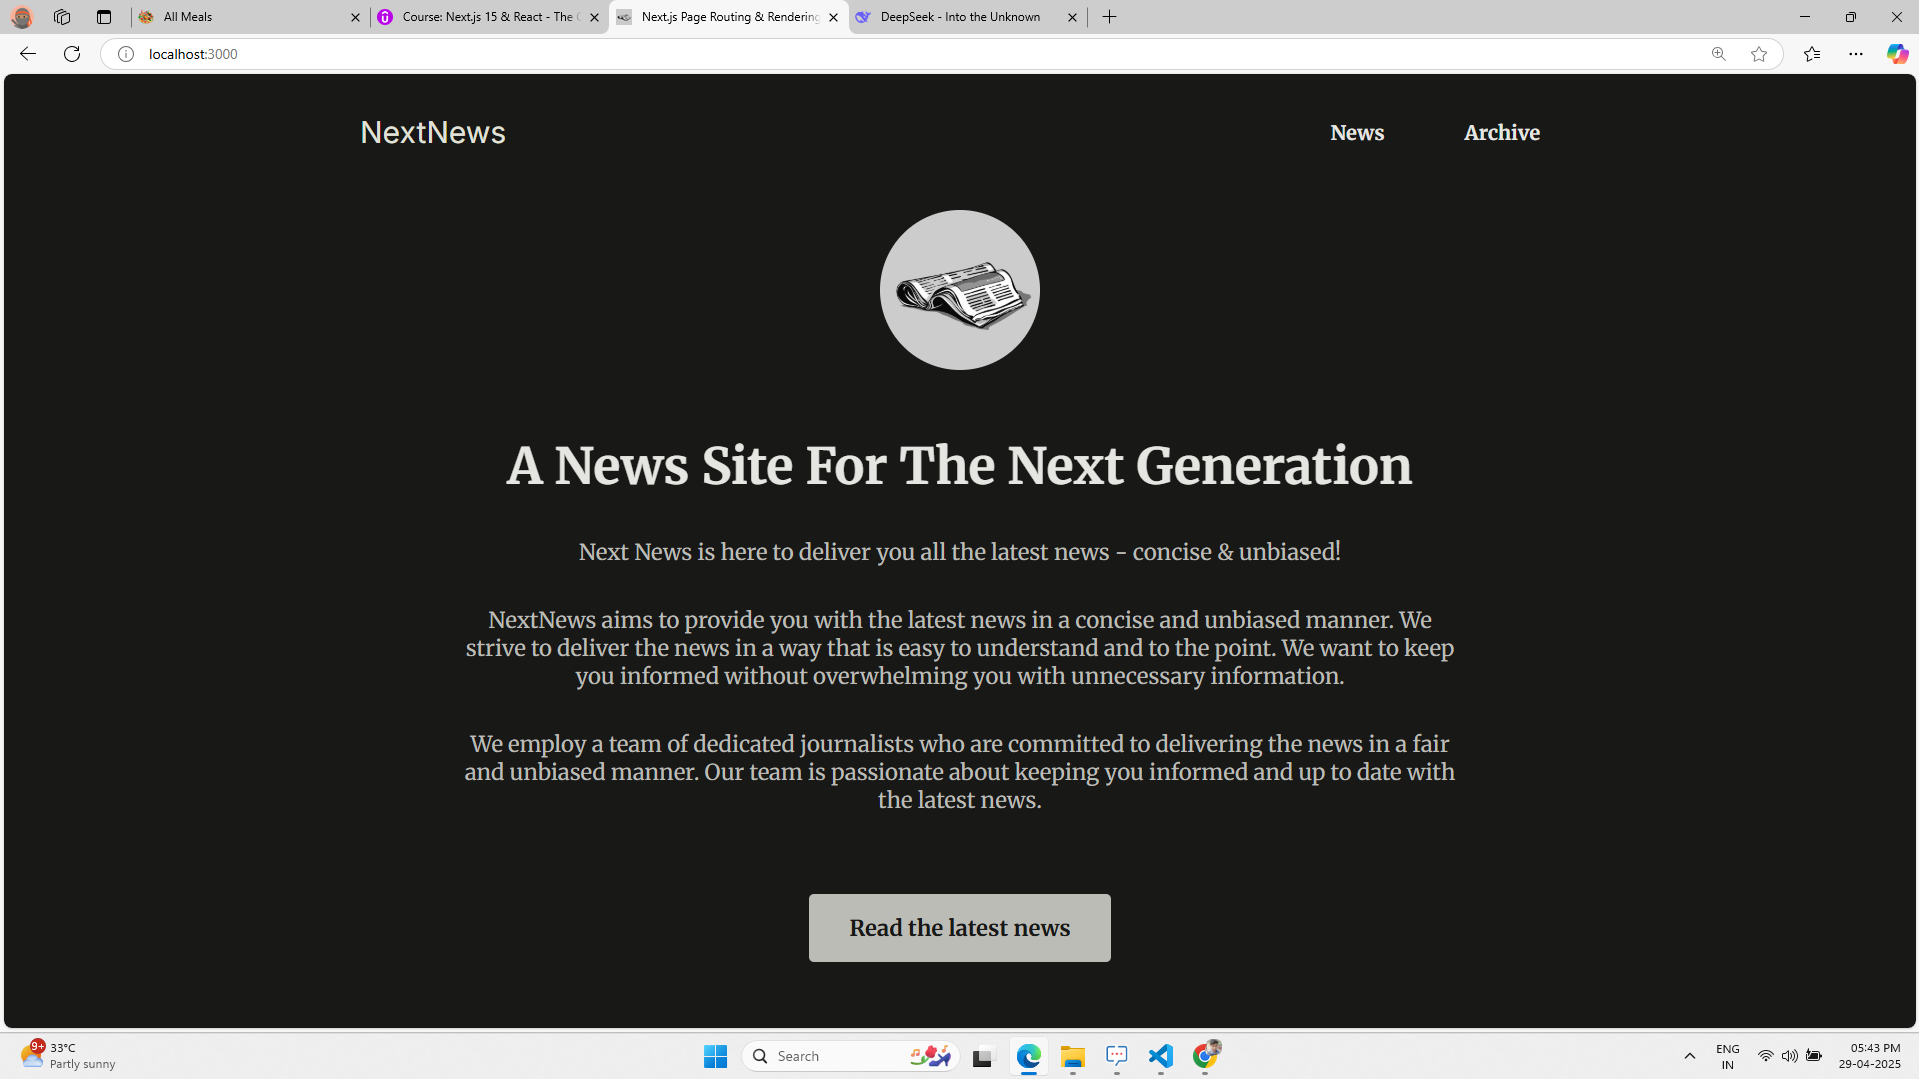 All Meals
Course: Next.js 15 & React - The
Next.js Page Routing & Rendering
DeepSeek - Into the Unknown
localhost:3000
NextNews
News
Archive
A News Site For The Next Generation
Next News is here to deliver you all the latest news - concise & unbiased!
NextNews aims to provide you with the latest news in a concise and unbiased manner. We
strive to deliver the news in a way that is easy to understand and to the point. We want to keep
you informed without overwhelming you with unnecessary information.
We employ a team of dedicated journalists who are committed to delivering the news in a fair
and unbiased manner. Our team is passionate about keeping you informed and up to date with
the latest news.
Read the latest news
9+
33°C
Partly sunny
Search
ENG
IN
05:43 PM
29-04-2025